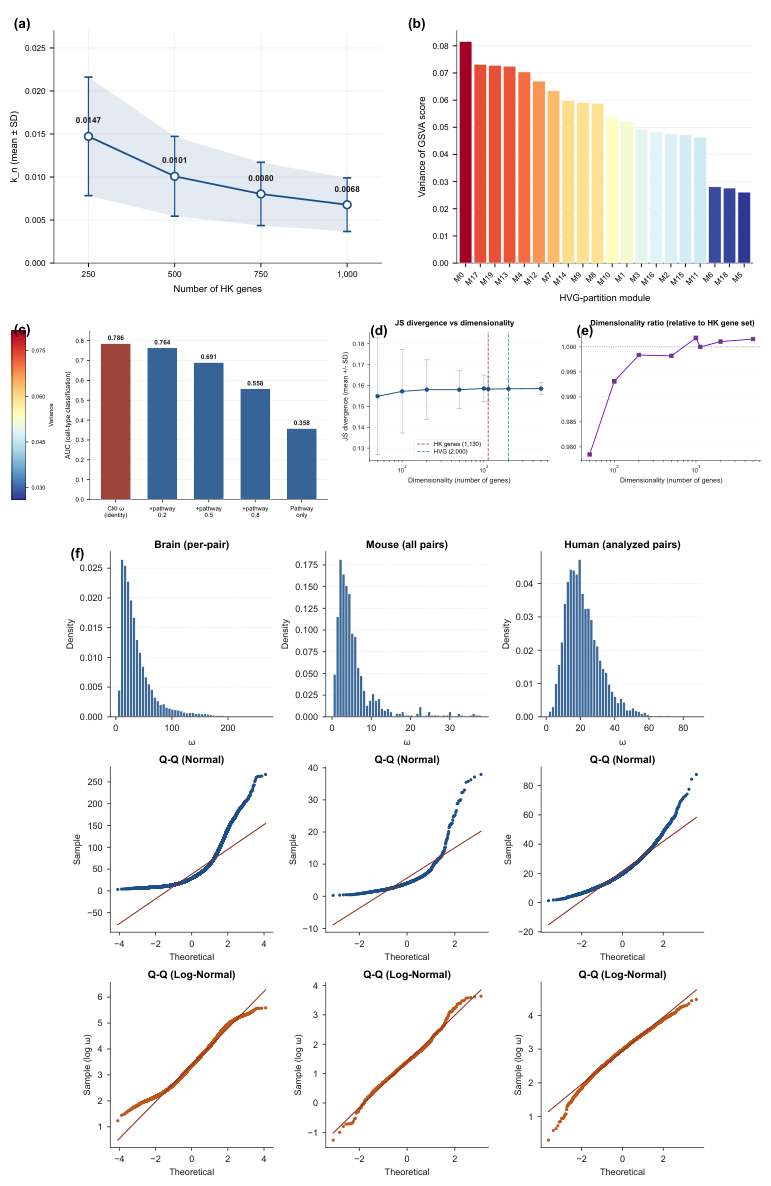 (a)
0.025
0.020
0.015
0.010
0.005
0.000
k_n (mean ± SD)
0.0147
0.0101
0.0080
0.0068
250
500
750
1,000
Number of HK genes
(b)
0.08
0.07
0.06
0.05
0.04
0.03
0.02
0.01
0.00
Variance of GSVA score
M0
M17
M19
M13
M4
M12
M7
M14
M9
M8
M10
M1
M3
M16
M2
M15
M11
M6
M18
M5
HVG-partition module
(c)
0.075
0.060
0.045
0.030
Variance
0.8
0.7
0.6
0.5
0.4
0.3
0.2
0.1
0.0
AUC (cell-type classification)
0.786
0.764
0.691
0.558
0.358
CKI ω
(identity)
+pathway
0.2
+pathway
0.5
+pathway
0.8
Pathway
only
(d)
JS divergence vs dimensionality
0.18
0.17
0.16
0.15
0.14
0.13
JS divergence (mean +/- SD)
HK genes (1,130)
HVG (2,000)
Dimensionality (number of genes)
(e)
Dimensionality ratio (relative to HK gene set)
1.000
0.995
0.990
0.985
0.980
Dimensionality (number of genes)
(f)
Brain (per-pair)
0.025
0.020
0.015
0.010
0.005
0.000
Density
0
100
200
ω
Mouse (all pairs)
0.175
0.150
0.125
0.100
0.075
0.050
0.025
0.000
Density
0
10
20
30
ω
Human (analyzed pairs)
0.04
0.03
0.02
0.01
0.00
Density
0
20
40
60
80
ω
Q-Q (Normal)
250
200
150
100
50
0
−50
Sample
−4
−2
0
2
4
Theoretical
Q-Q (Normal)
40
30
20
10
0
−10
Sample
−2
0
2
Theoretical
Q-Q (Normal)
80
60
40
20
0
−20
Sample
−2
0
2
Theoretical
Q-Q (Log-Normal)
6
5
4
3
2
1
Sample (log ω)
−4
−2
0
2
4
Theoretical
Q-Q (Log-Normal)
4
3
2
1
0
−1
Sample (log ω)
−2
0
2
Theoretical
Q-Q (Log-Normal)
4
3
2
1
Sample (log ω)
−2
0
2
Theoretical